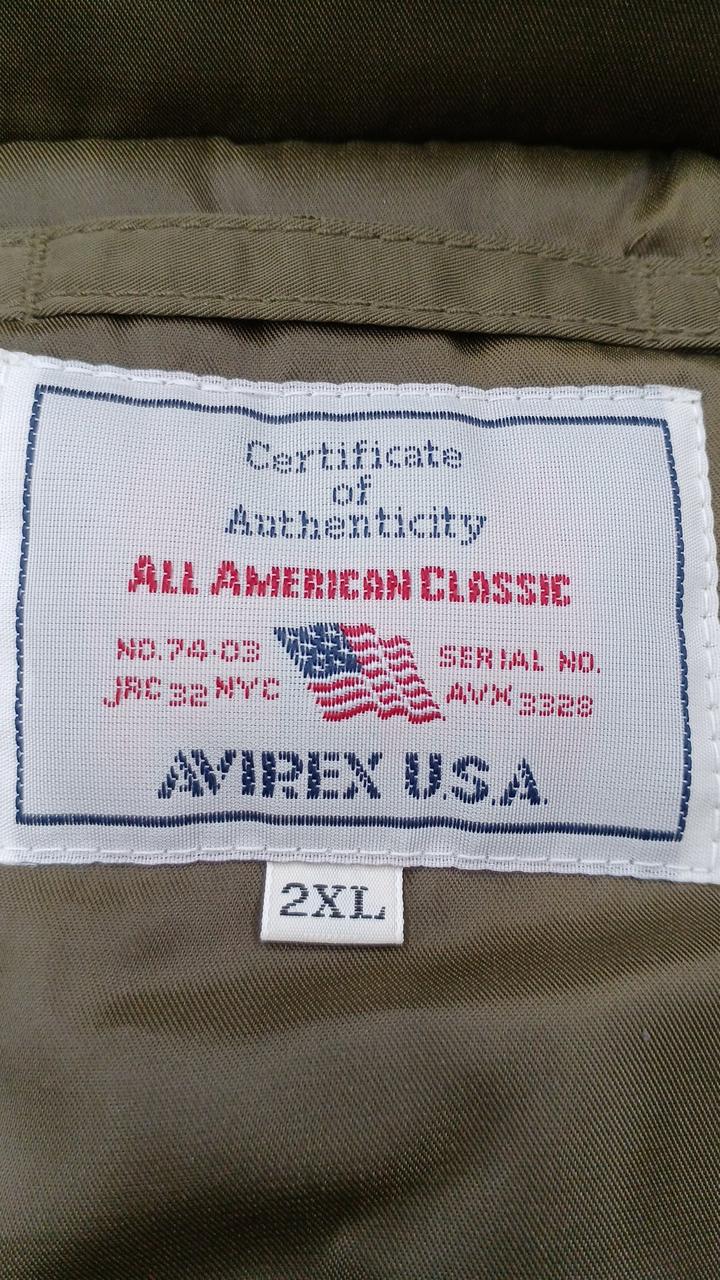 Certificate
of
Authenticity
ALL AMERICAN CLASSIC
NO.74-03 SERIAL NO.
JRC 32 NYC AVX 3328
AVIREX U.S.A.
2XL